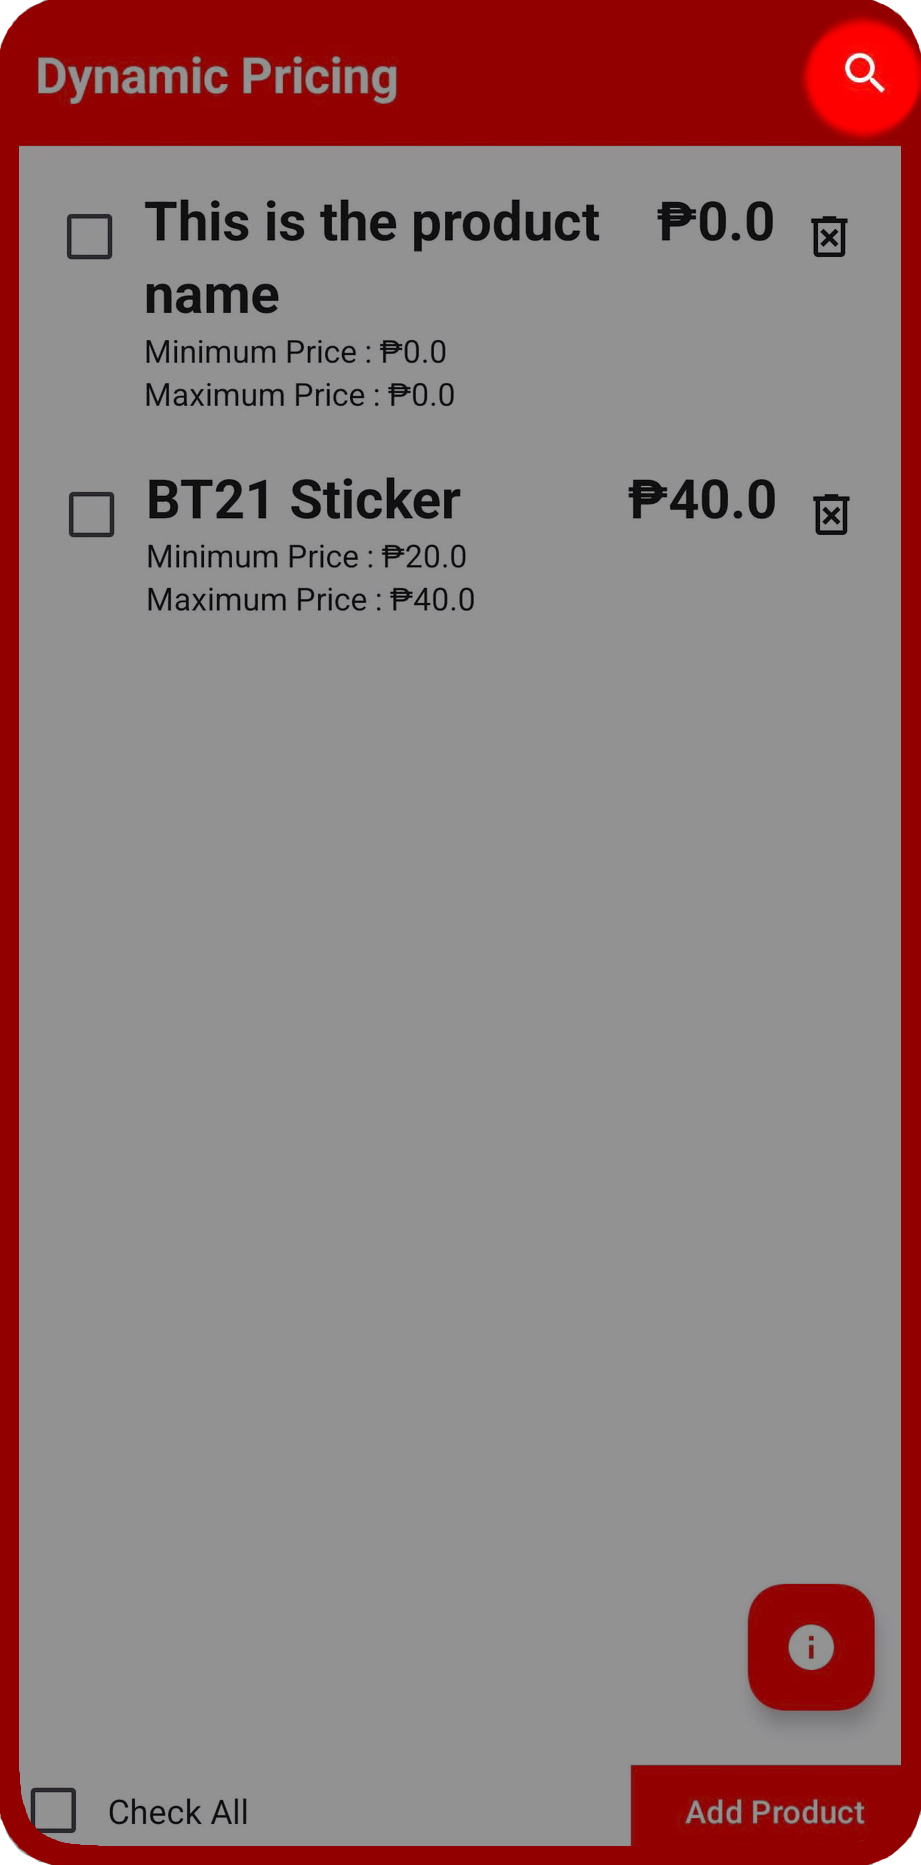 Dynamic Pricing
This is the product ₱0.0
name
Minimum Price : ₱0.0
Maximum Price : ₱0.0
BT21 Sticker ₱40.0
Minimum Price : ₱20.0
Maximum Price : ₱40.0
Check All Add Product